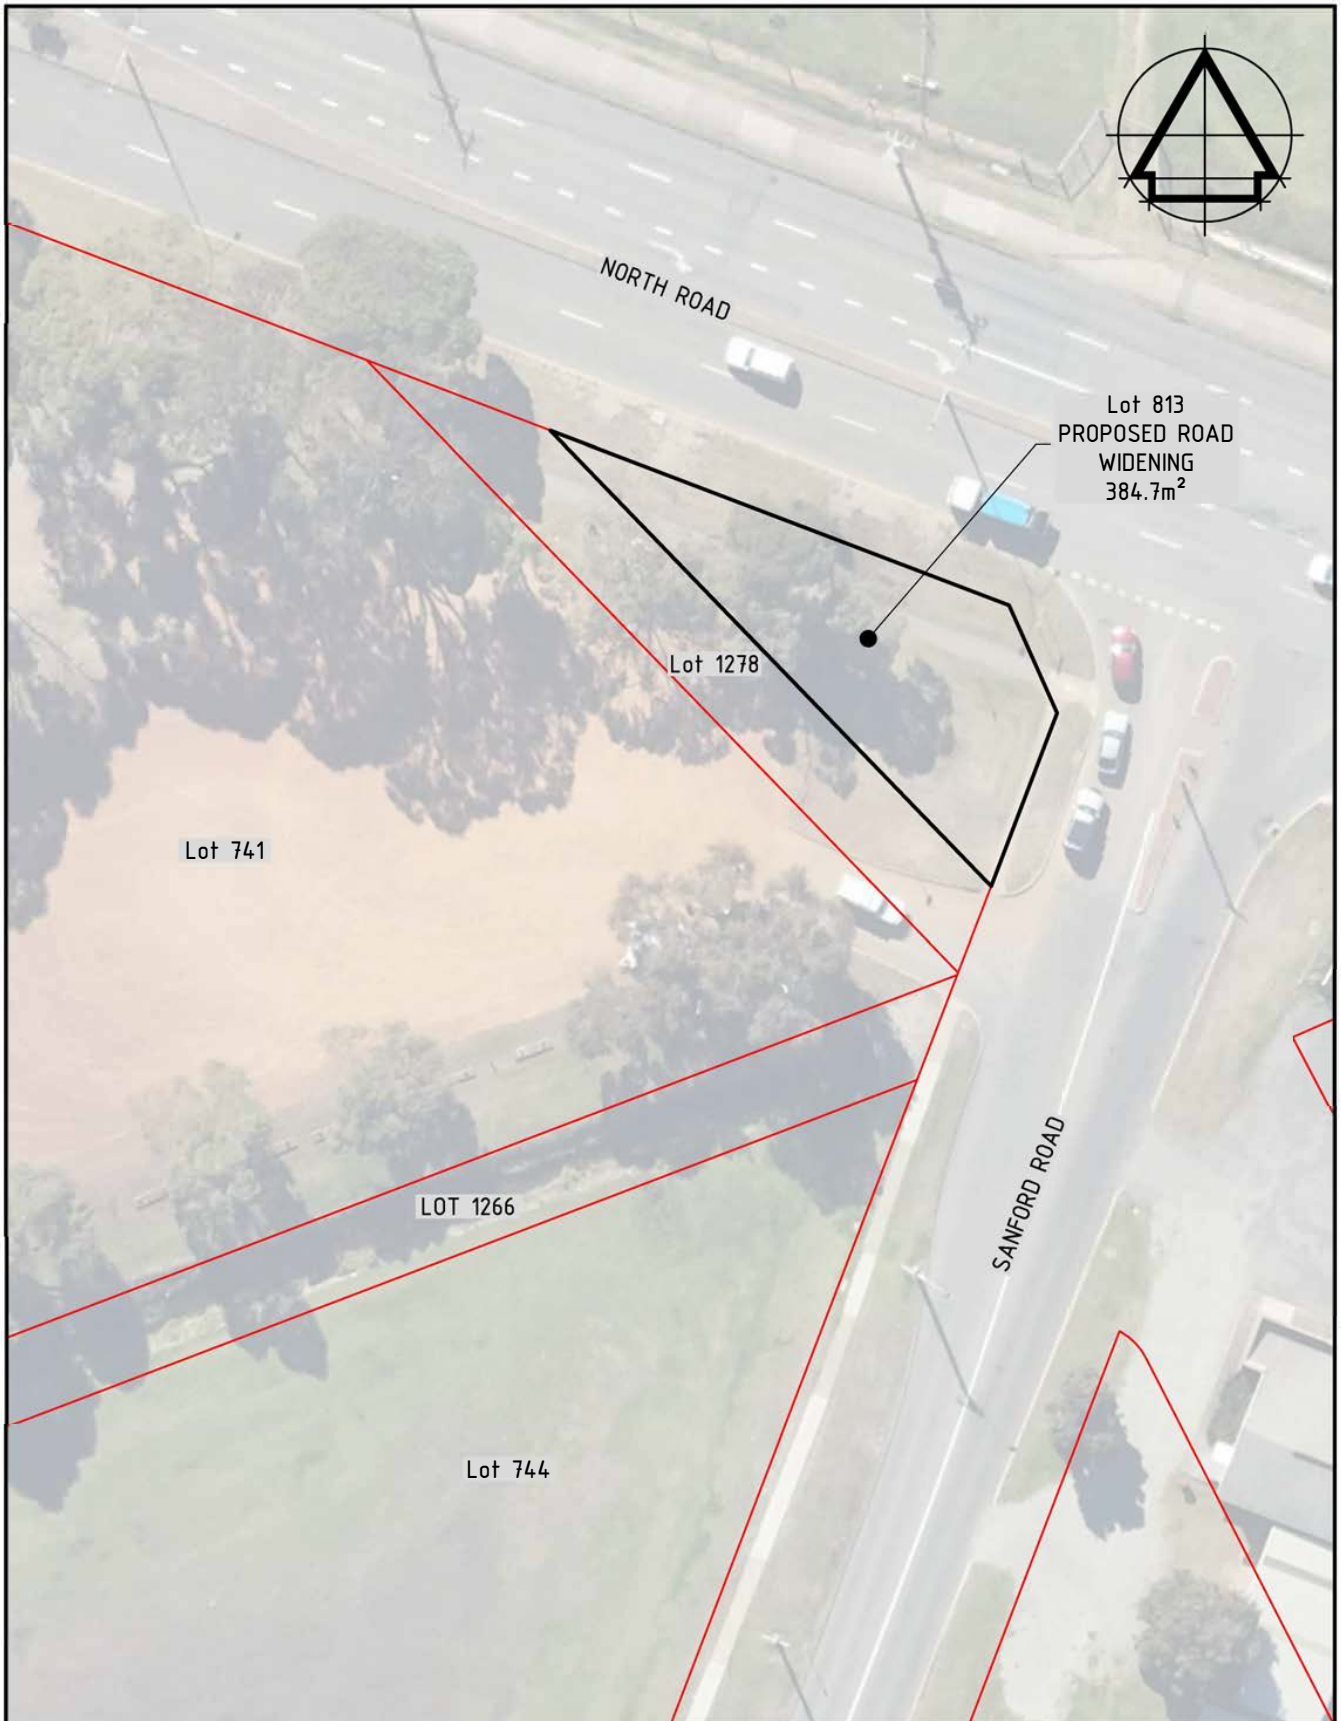 NORTH ROAD
Lot 813
PROPOSED ROAD
WIDENING
384.7m²
Lot 1278
Lot 741
LOT 1266
SANFORD ROAD
Lot 744